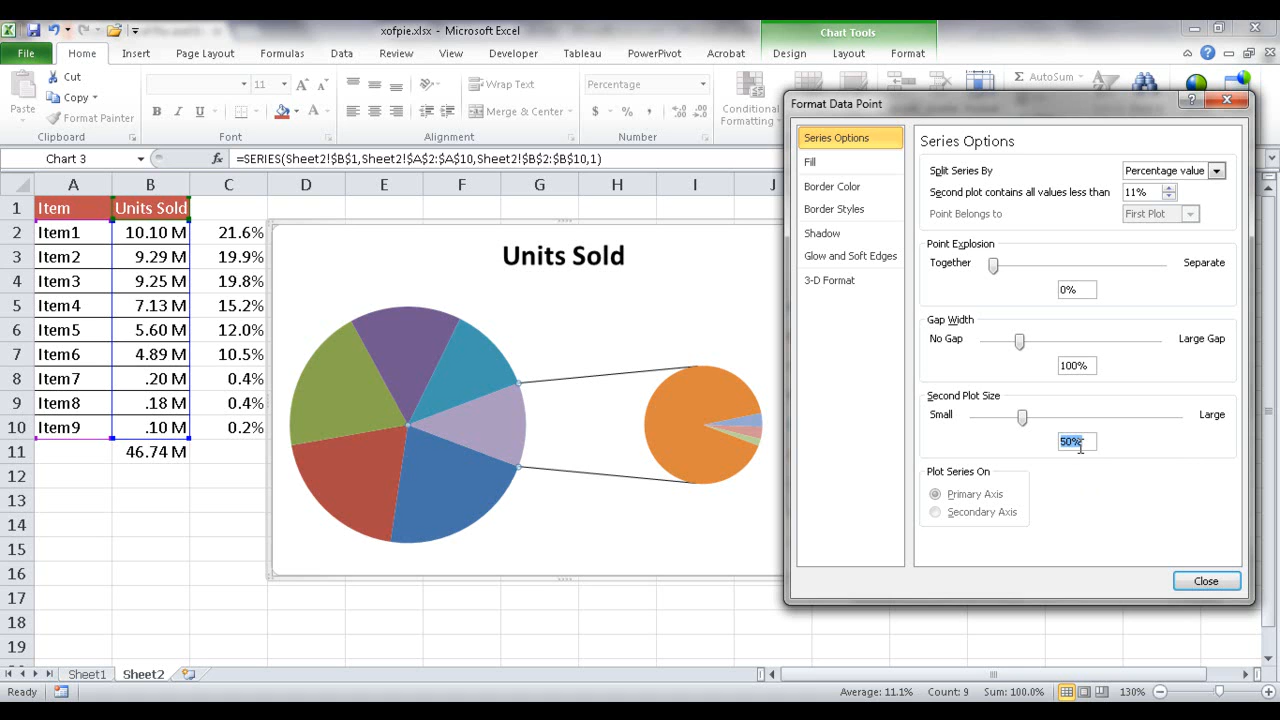 xofpie.xlsx - Microsoft Excel
Chart Tools
File Home Insert Page Layout Formulas Data Review View Developer Tableau PowerPivot Acrobat Design Layout Format
Paste
Cut
Copy
Format Painter
Clipboard
11
B I U
Font
Wrap Text
Merge & Center
Alignment
Percentage
$ % ,
Number
Conditional
Formatting
AutoSum
Chart 3
fx
=SERIES(Sheet2!$B$1,Sheet2!$A$2:$A$10,Sheet2!$B$2:$B$10,1)
A B C D E F G H I J
1 Item Units Sold
2 Item1 10.10 M 21.6%
3 Item2 9.29 M 19.9%
4 Item3 9.25 M 19.8%
5 Item4 7.13 M 15.2%
6 Item5 5.60 M 12.0%
7 Item6 4.89 M 10.5%
8 Item7 .20 M 0.4%
9 Item8 .18 M 0.4%
10 Item9 .10 M 0.2%
11 46.74 M
12
13
14
15
16
17
18
19
Units Sold
Format Data Point
Series Options
Fill
Border Color
Border Styles
Shadow
Glow and Soft Edges
3-D Format
Series Options
Split Series By Percentage value
Second plot contains all values less than 11%
Point Belongs to First Plot
Point Explosion
Together Separate
0%
Gap Width
No Gap Large Gap
100%
Second Plot Size
Small Large
50%
Plot Series On
Primary Axis
Secondary Axis
Close
Sheet1 Sheet2
Ready Average: 11.1% Count: 9 Sum: 100.0% 130%